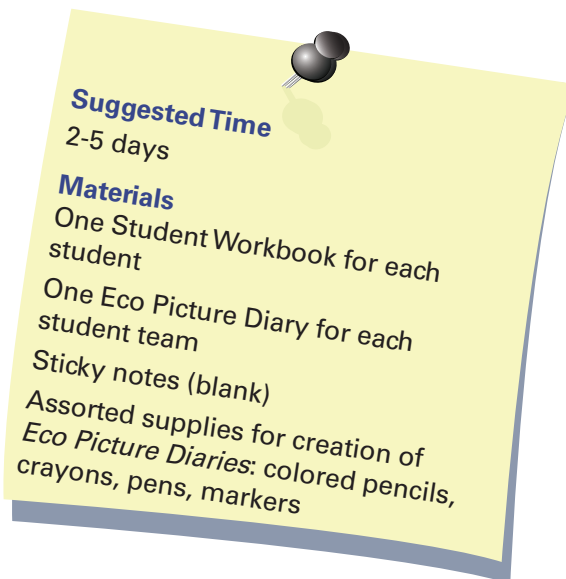 Suggested Time
2-5 days
Materials
One Student Workbook for each
student
One Eco Picture Diary for each
student team
Sticky notes (blank)
Assorted supplies for creation of
Eco Picture Diaries: colored pencils,
crayons, pens, markers